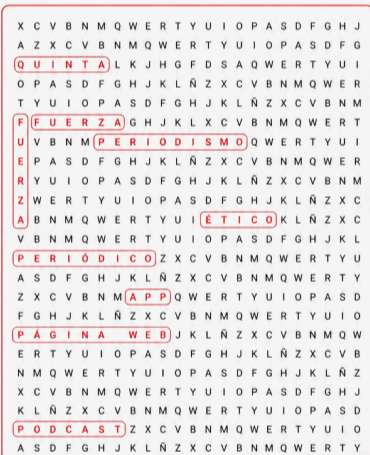 X C V B N M Q W E R T Y U I O P A S D F G H J
A Z X C V B N M Q W E R T Y U I O P A S D F G
Q U I N T A L K J H G F D S A Q W E R T Y U I
O P A S D F G H J K L Ñ Z X C V B N M Q W E R
T Y U I O P A S D F G H J K L Ñ Z X C V B N M
F F U E R Z A G H J K L X C V B N M Q W E R T
U V B N M P E R I O D I S M O Q W E R T Y U I
E P A S D F G H J K L Ñ Z X C V B N M Q W E R
R Y U I O P A S D F G H J K L Ñ Z X C V B N M
Z W E R T Y U I O P A S D F G H J K L Ñ Z X C
A B N M Q W E R T Y U I É T I C O K L Ñ Z X C
V B N M Q W E R T Y U I O P A S D F G H J K L
P E R I Ó D I C O Z X C V B N M Q W E R T Y U
A S D F G H J K L Ñ Z X C V B N M Q W E R T Y
Z X C V B N M A P P Q W E R T Y U I O P A S D
F G H J K L Ñ Z X C V B N M Q W E R T Y U I O
P Á G I N A W E B J K L Ñ Z X C V B N M Q W
E R T Y U I O P A S D F G H J K L Ñ Z X C V B
N M Q W E R T Y U I O P A S D F G H J K L Ñ Z
X C V B N M Q W E R T Y U I O P A S D F G H J
K L Ñ Z X C V B N M Q W E R T Y U I O P A S D
P O D C A S T Z X C V B N M Q W E R T Y U I O
A S D F G H J K L Ñ Z X C V B N M Q W E R T Y